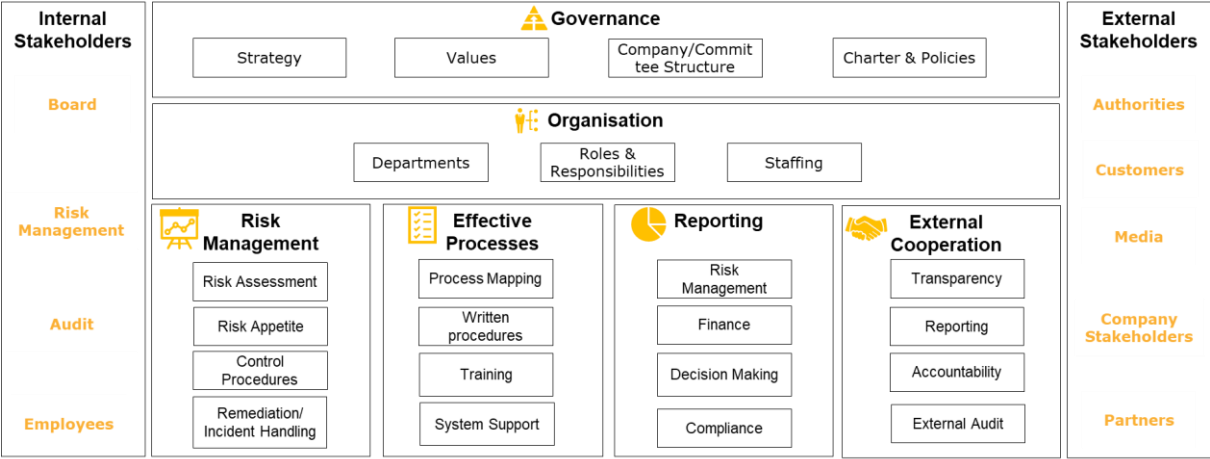 Internal
Stakeholders
Board
Risk
Management
Audit
Employees
Governance
Strategy
Values
Company/Commit
tee Structure
Charter & Policies
Organisation
Departments
Roles &
Responsibilities
Staffing
Risk
Management
Risk Assessment
Risk Appetite
Control
Procedures
Remediation/
Incident Handling
Effective
Processes
Process Mapping
Written
procedures
Training
System Support
Reporting
Risk
Management
Finance
Decision Making
Compliance
External
Cooperation
Transparency
Reporting
Accountability
External Audit
External
Stakeholders
Authorities
Customers
Media
Company
Stakeholders
Partners